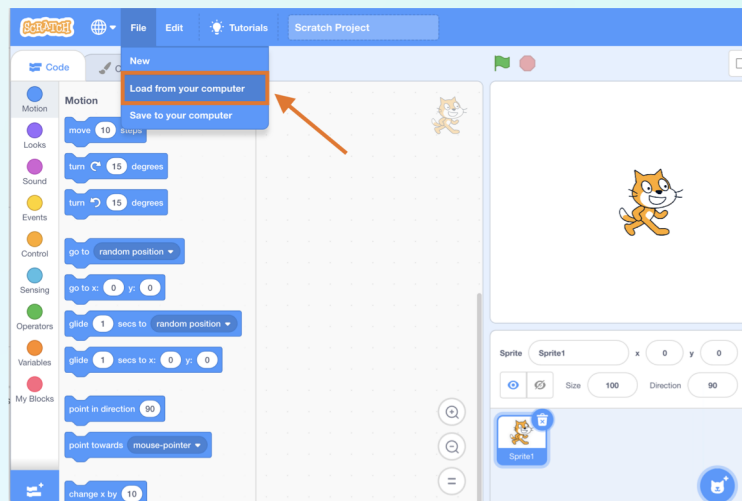 SCRATCH
File Edit Tutorials Scratch Project
New
Load from your computer
Save to your computer
Code
Motion
Looks
Sound
Events
Control
Sensing
Operators
Variables
My Blocks
Motion
move 10 steps
turn 15 degrees
turn 15 degrees
go to random position
go to x: 0 y: 0
glide 1 secs to random position
glide 1 secs to x: 0 y: 0
point in direction 90
point towards mouse-pointer
change x by 10
Sprite Sprite1 x 0 y 0
Size 100 Direction 90
Sprite1